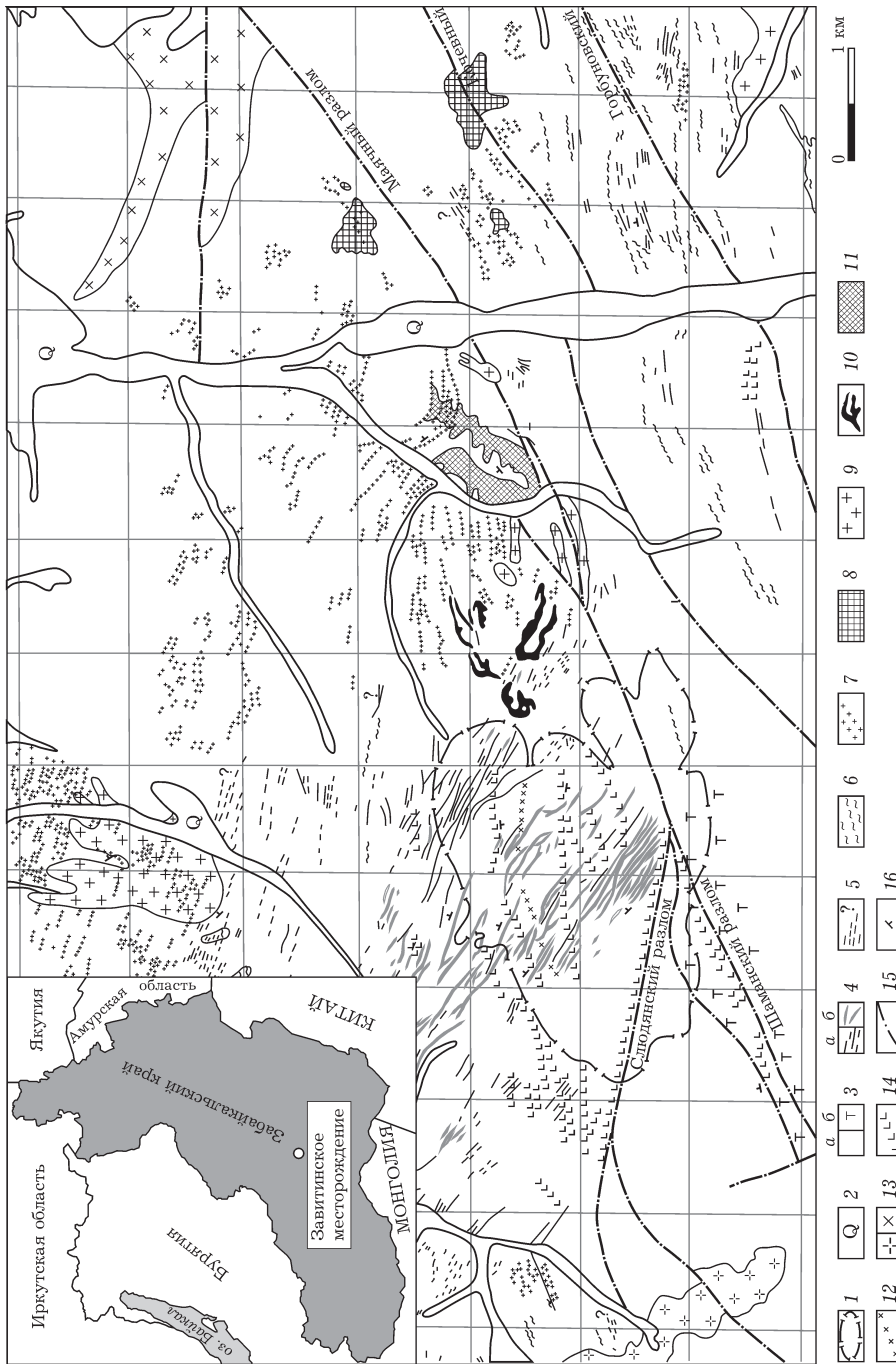 Иркутская область
Якутия
Амурская
область
Бурятия
оз. Байкал
Забайкальский край
КИТАЙ
МОНГОЛИЯ
Завитинское
месторождение
Q
Q
Q
?
?
?
Маячный разлом
Горбуновский
Слюдянский разлом
Шаманский разлом
0
1 км
1
Q
2
а
б
Т
3
а
б
4
?
5
6
7
8
9
10
11
12
13
14
15
16